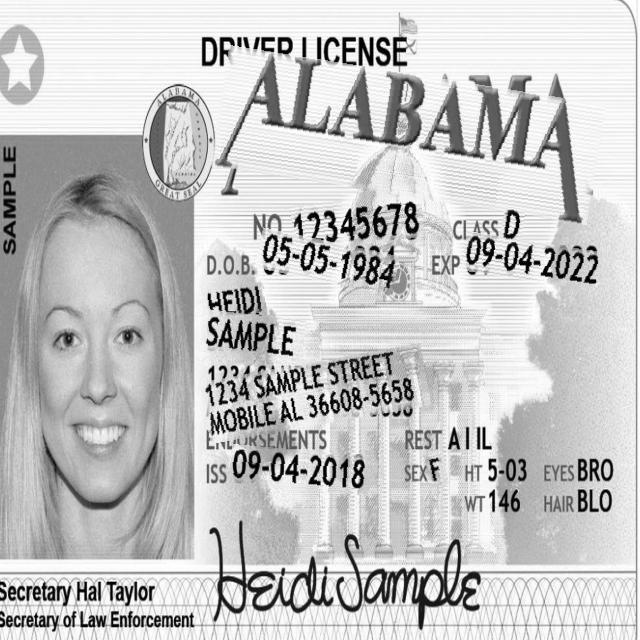 DRIVER LICENSE
ALABAMA
ALABAMA
GREAT SEAL
SAMPLE
NO. 12345678 CLASS D
D.O.B. 05-05-1984 EXP 09-04-2022
HEIDI
SAMPLE
1234 SAMPLE STREET
MOBILE AL 36608-5658
ENDORSEMENTS REST A I IL
ISS 09-04-2018 SEX F HT 5-03 EYES BRO
WT 146 HAIR BLO
Heidi Sample
Secretary Hal Taylor
Secretary of Law Enforcement